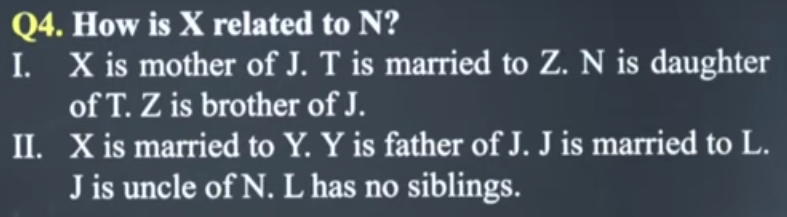 Q4. How is X related to N?
I. X is mother of J. T is married to Z. N is daughter
of T. Z is brother of J.
II. X is married to Y. Y is father of J. J is married to L.
J is uncle of N. L has no siblings.